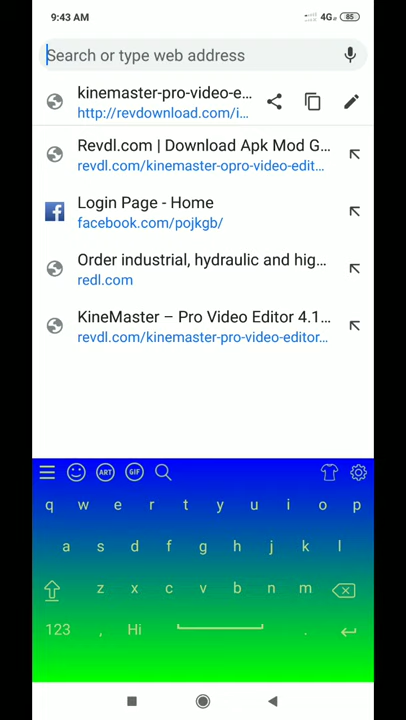 9:43 AM
4G
85
Search or type web address
kinemaster-pro-video-e...
http://revdownload.com/i...
Revdl.com | Download Apk Mod G...
revdl.com/kinemaster-opro-video-edit...
Login Page - Home
facebook.com/pojkgb/
Order industrial, hydraulic and hig...
redl.com
KineMaster – Pro Video Editor 4.1...
revdl.com/kinemaster-pro-video-editor...
ART GIF
q w e r t y u i o p
a s d f g h j k l
z x c v b n m
123 , Hi .